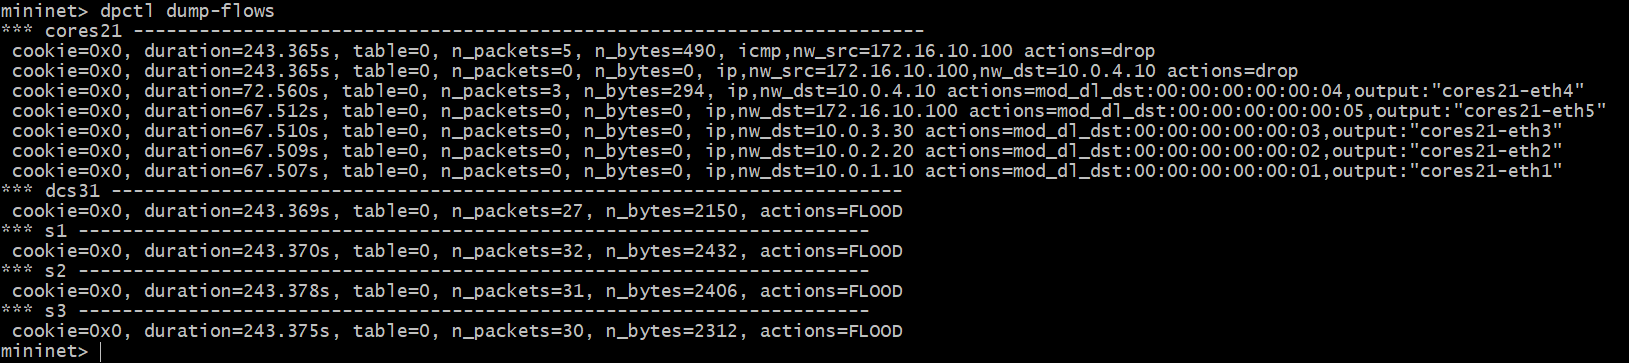 mininet> dpctl dump-flows
*** cores21 ---------------------------------------------------------------------------
 cookie=0x0, duration=243.365s, table=0, n_packets=5, n_bytes=490, icmp,nw_src=172.16.10.100 actions=drop
 cookie=0x0, duration=243.365s, table=0, n_packets=0, n_bytes=0, ip,nw_src=172.16.10.100,nw_dst=10.0.4.10 actions=drop
 cookie=0x0, duration=72.560s, table=0, n_packets=3, n_bytes=294, ip,nw_dst=10.0.4.10 actions=mod_dl_dst:00:00:00:00:00:04,output:"cores21-eth4"
 cookie=0x0, duration=67.512s, table=0, n_packets=0, n_bytes=0, ip,nw_dst=172.16.10.100 actions=mod_dl_dst:00:00:00:00:00:05,output:"cores21-eth5"
 cookie=0x0, duration=67.510s, table=0, n_packets=0, n_bytes=0, ip,nw_dst=10.0.3.30 actions=mod_dl_dst:00:00:00:00:00:03,output:"cores21-eth3"
 cookie=0x0, duration=67.509s, table=0, n_packets=0, n_bytes=0, ip,nw_dst=10.0.2.20 actions=mod_dl_dst:00:00:00:00:00:02,output:"cores21-eth2"
 cookie=0x0, duration=67.507s, table=0, n_packets=0, n_bytes=0, ip,nw_dst=10.0.1.10 actions=mod_dl_dst:00:00:00:00:00:01,output:"cores21-eth1"
*** dcs31 ------------------------------------------------------------------------
 cookie=0x0, duration=243.369s, table=0, n_packets=27, n_bytes=2150, actions=FLOOD
*** s1 ------------------------------------------------------------------------
 cookie=0x0, duration=243.370s, table=0, n_packets=32, n_bytes=2432, actions=FLOOD
*** s2 ------------------------------------------------------------------------
 cookie=0x0, duration=243.378s, table=0, n_packets=31, n_bytes=2406, actions=FLOOD
*** s3 ------------------------------------------------------------------------
 cookie=0x0, duration=243.375s, table=0, n_packets=30, n_bytes=2312, actions=FLOOD
mininet>